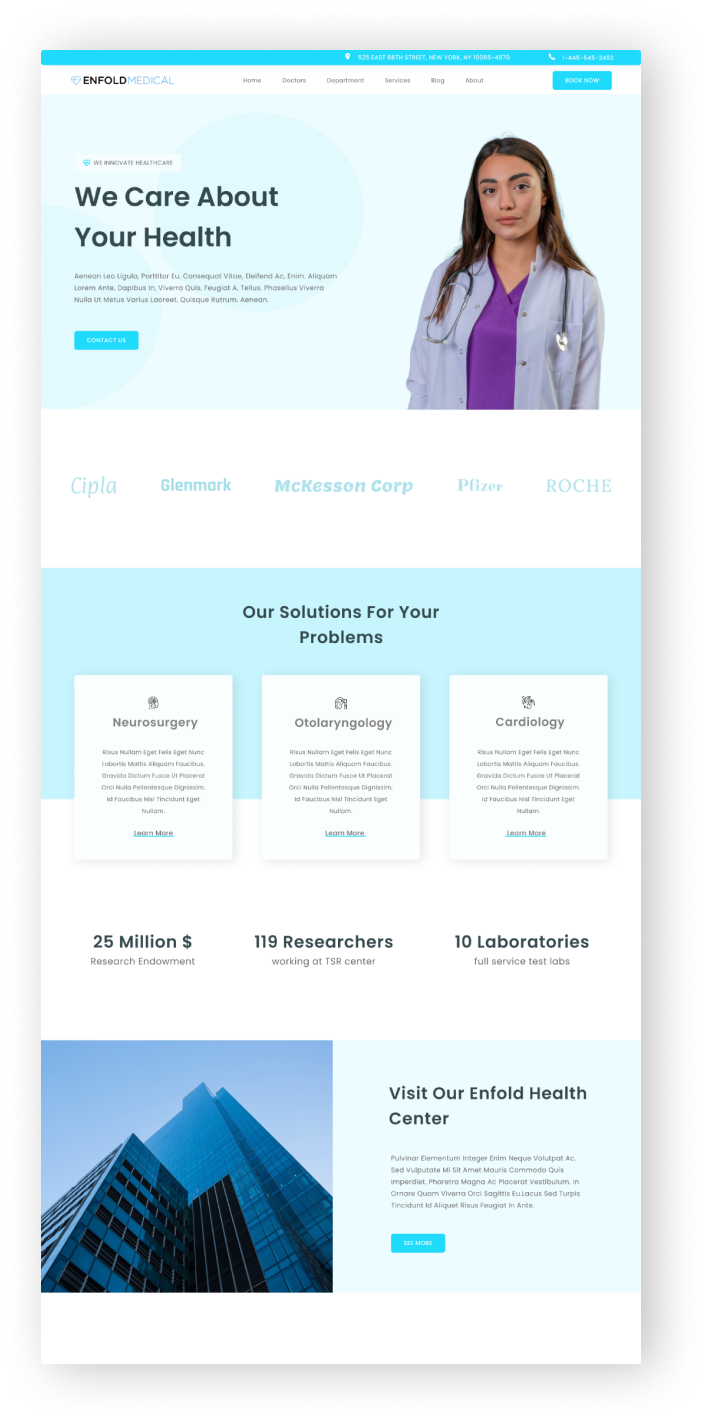 525 EAST 68TH STREET, NEW YORK, NY 10065-4870 1-445-545-2492
ENFOLDMEDICAL Home Doctors Department Services Blog About BOOK NOW
WE INNOVATE HEALTHCARE
We Care About
Your Health
Aenean Leo Ligula, Porttitor Eu, Consequat Vitae, Eleifend Ac, Enim. Aliquam
Lorem Ante, Dapibus In, Viverra Quis, Feugiat A, Tellus. Phasellus Viverra
Nulla Ut Metus Varius Laoreet. Quisque Rutrum. Aenean.
CONTACT US
Cipla Glenmark McKesson Corp Pfizer ROCHE
Our Solutions For Your
Problems
Neurosurgery
Risus Nullam Eget Felis Eget Nunc
Lobortis Mattis Aliquam Faucibus.
Gravida Dictum Fusce Ut Placerat
Orci Nulla Pellentesque Dignissim.
Id Faucibus Nisl Tincidunt Eget
Nullam.
Learn More
Otolaryngology
Risus Nullam Eget Felis Eget Nunc
Lobortis Mattis Aliquam Faucibus.
Gravida Dictum Fusce Ut Placerat
Orci Nulla Pellentesque Dignissim.
Id Faucibus Nisl Tincidunt Eget
Nullam.
Learn More
Cardiology
Risus Nullam Eget Felis Eget Nunc
Lobortis Mattis Aliquam Faucibus.
Gravida Dictum Fusce Ut Placerat
Orci Nulla Pellentesque Dignissim.
Id Faucibus Nisl Tincidunt Eget
Nullam.
Learn More
25 Million $
Research Endowment
119 Researchers
working at TSR center
10 Laboratories
full service test labs
Visit Our Enfold Health
Center
Pulvinar Elementum Integer Enim Neque Volutpat Ac.
Sed Vulputate Mi Sit Amet Mauris Commodo Quis
Imperdiet. Pharetra Magna Ac Placerat Vestibulum. In
Ornare Quam Viverra Orci Sagittis Eu.Lacus Sed Turpis
Tincidunt Id Aliquet Risus Feugiat In Ante.
SEE MORE